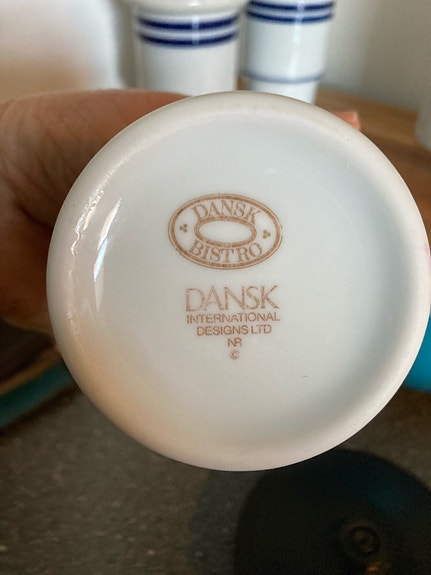 DANSK
BISTRO
DANSK
INTERNATIONAL
DESIGNS LTD
NR
©